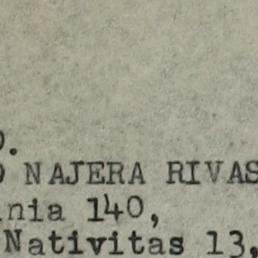 NAJERA RIVAS
nia 140,
Nativitas 13,